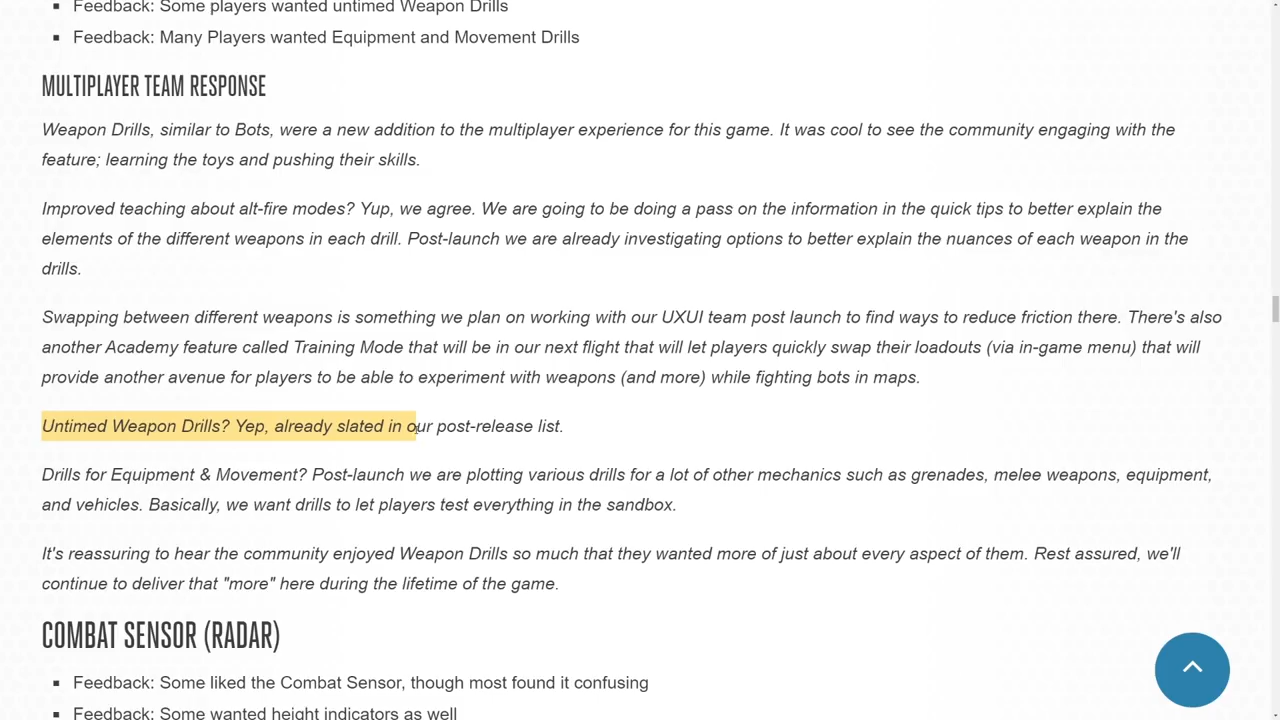 Feedback: Some players wanted untimed Weapon Drills
Feedback: Many Players wanted Equipment and Movement Drills
MULTIPLAYER TEAM RESPONSE
Weapon Drills, similar to Bots, were a new addition to the multiplayer experience for this game. It was cool to see the community engaging with the
feature; learning the toys and pushing their skills.
Improved teaching about alt-fire modes? Yup, we agree. We are going to be doing a pass on the information in the quick tips to better explain the
elements of the different weapons in each drill. Post-launch we are already investigating options to better explain the nuances of each weapon in the
drills.
Swapping between different weapons is something we plan on working with our UXUI team post launch to find ways to reduce friction there. There's also
another Academy feature called Training Mode that will be in our next flight that will let players quickly swap their loadouts (via in-game menu) that will
provide another avenue for players to be able to experiment with weapons (and more) while fighting bots in maps.
Untimed Weapon Drills? Yep, already slated in our post-release list.
Drills for Equipment & Movement? Post-launch we are plotting various drills for a lot of other mechanics such as grenades, melee weapons, equipment,
and vehicles. Basically, we want drills to let players test everything in the sandbox.
It's reassuring to hear the community enjoyed Weapon Drills so much that they wanted more of just about every aspect of them. Rest assured, we'll
continue to deliver that "more" here during the lifetime of the game.
COMBAT SENSOR (RADAR)
Feedback: Some liked the Combat Sensor, though most found it confusing
Feedback: Some wanted height indicators as well